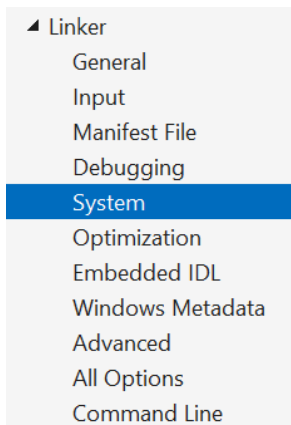 Linker
General
Input
Manifest File
Debugging
System
Optimization
Embedded IDL
Windows Metadata
Advanced
All Options
Command Line